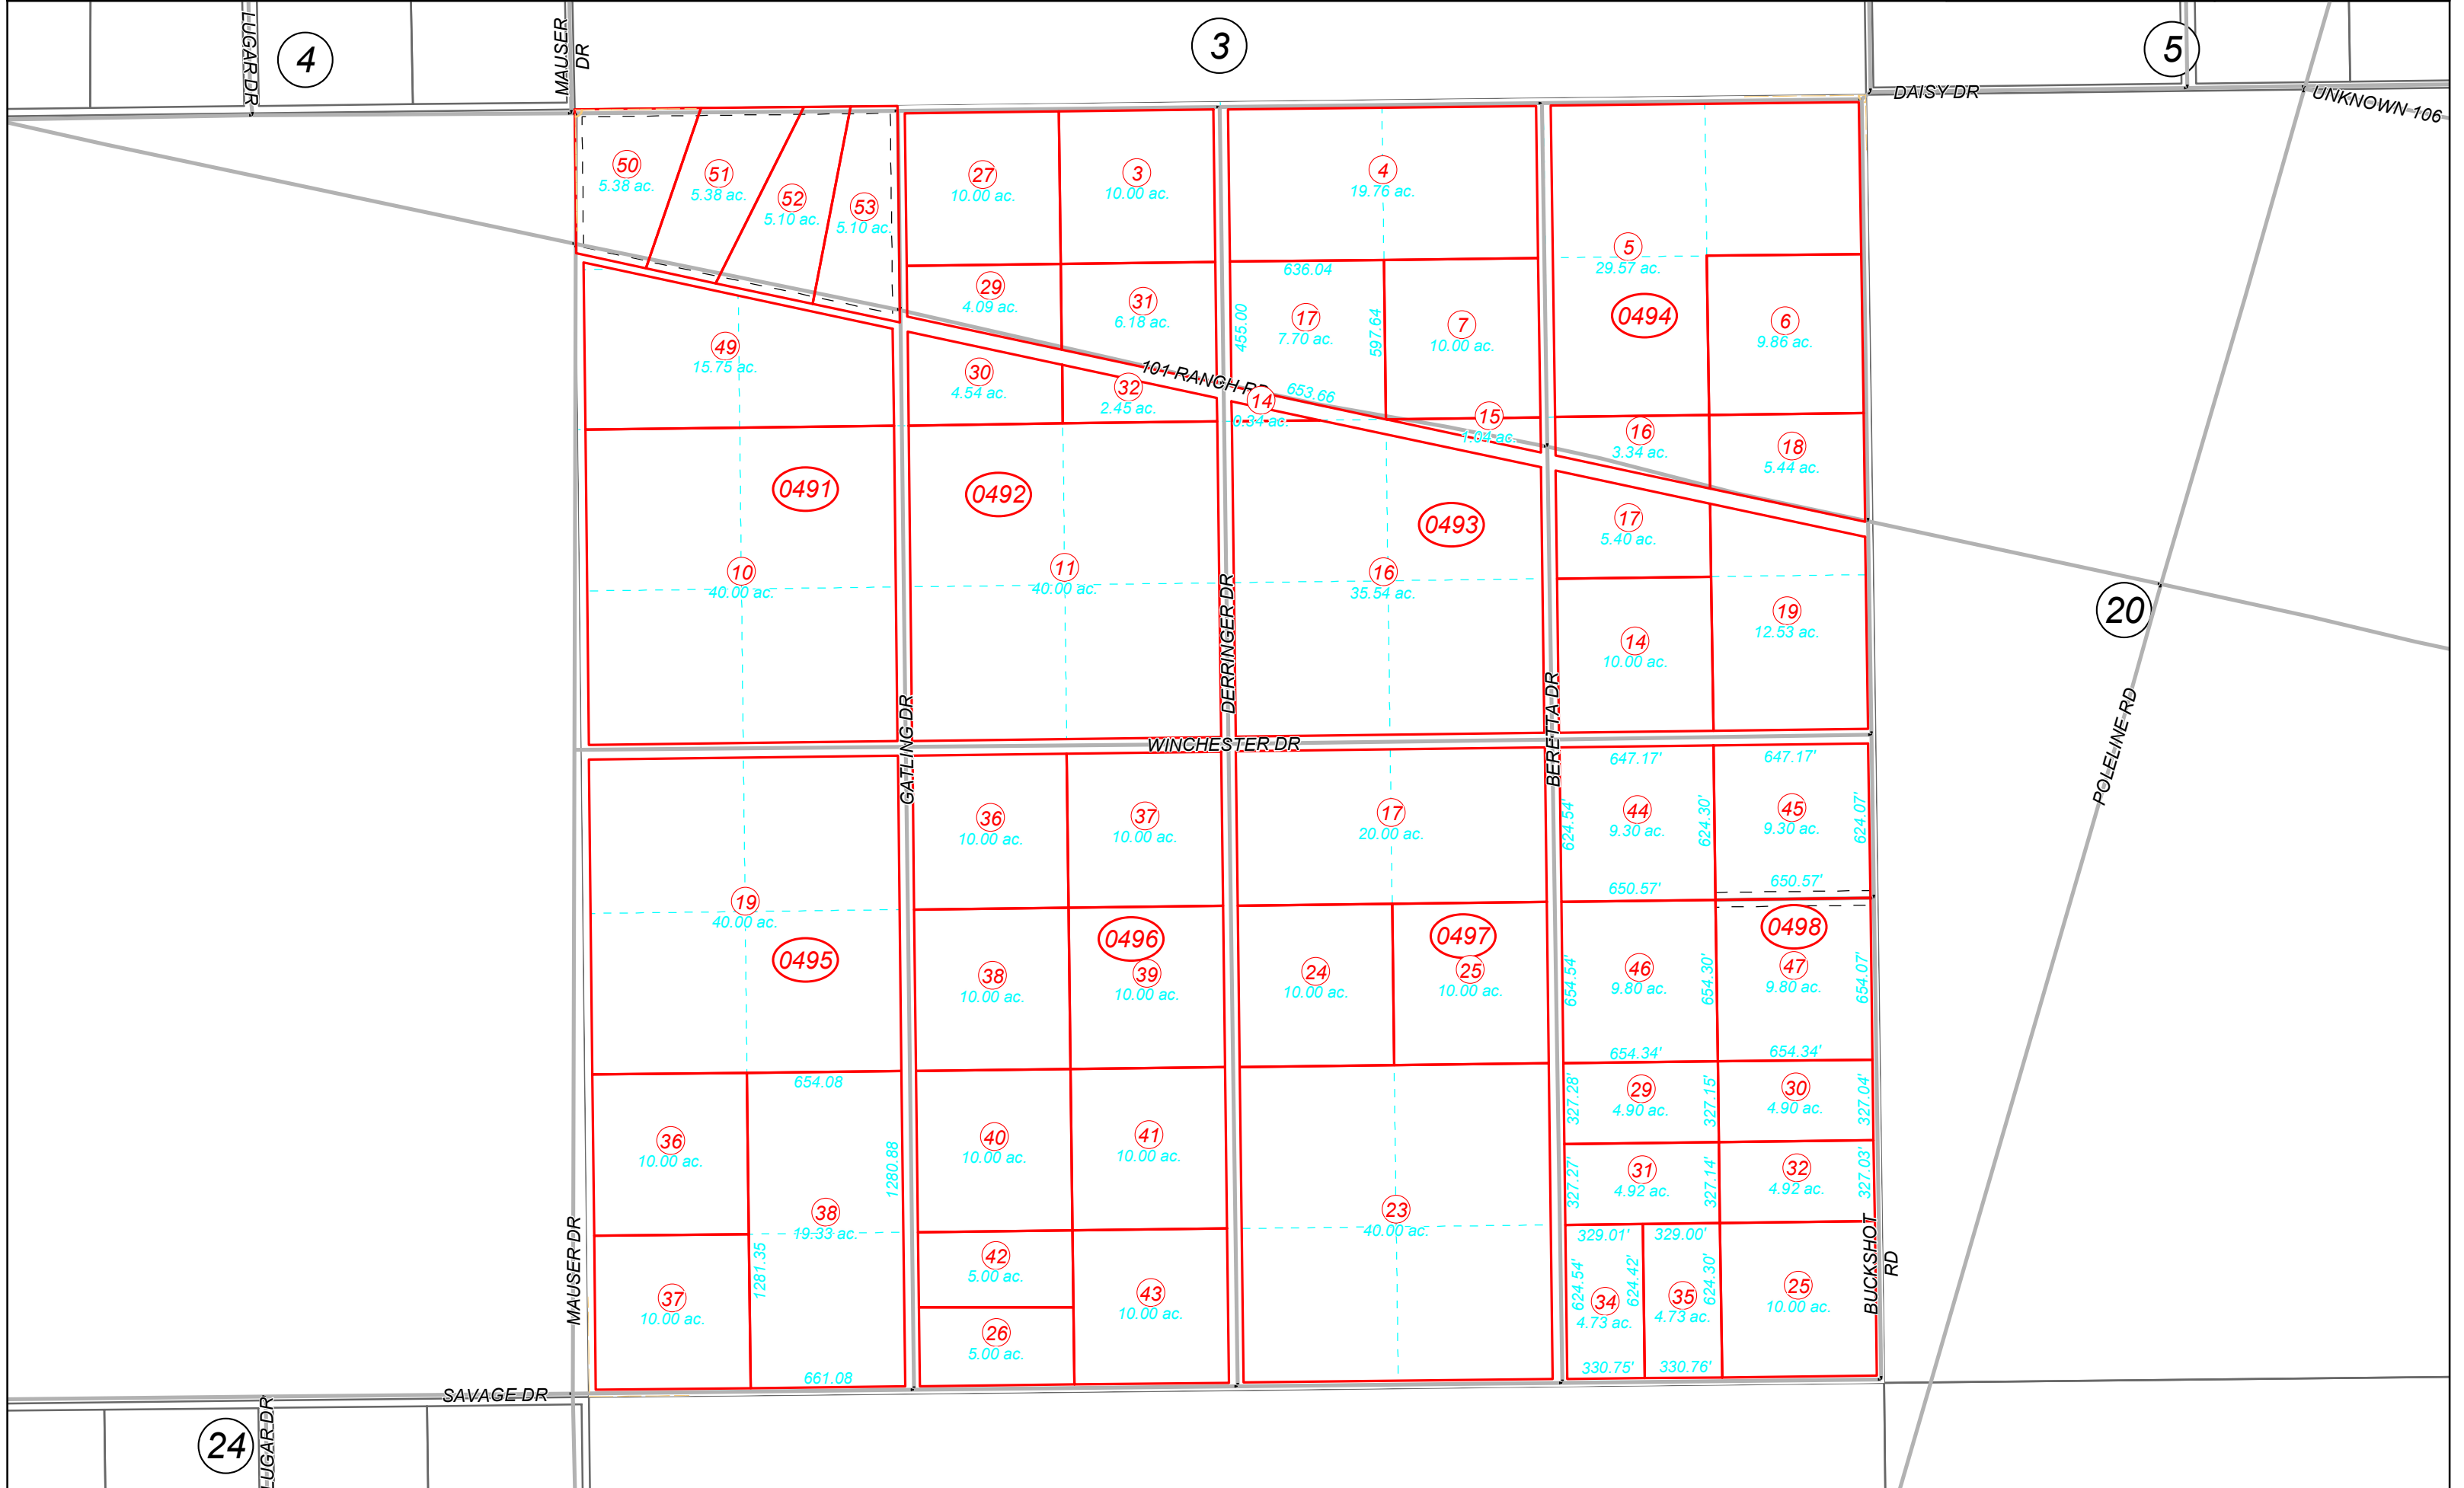 LUGAR DR
4
MAUSER
DR
3
5
DAISY DR
UNKNOWN 106
50
5.38 ac.
51
5.38 ac.
52
5.10 ac.
53
5.10 ac.
27
10.00 ac.
3
10.00 ac.
4
19.76 ac.
5
29.57 ac.
0494
6
9.86 ac.
29
4.09 ac.
31
6.18 ac.
636.04
455.00
17
7.70 ac.
597.64
7
10.00 ac.
49
15.75 ac.
30
4.54 ac.
32
2.45 ac.
101 RANCH RD
653.66
14
0.34 ac.
15
1.04 ac.
16
3.34 ac.
18
5.44 ac.
0491
0492
0493
17
5.40 ac.
10
40.00 ac.
11
40.00 ac.
16
35.54 ac.
14
10.00 ac.
19
12.53 ac.
20
POLELINE RD
GATLING DR
DERRINGER DR
BERETTA DR
WINCHESTER DR
647.17'
647.17'
36
10.00 ac.
37
10.00 ac.
17
20.00 ac.
624.54'
44
9.30 ac.
624.30'
45
9.30 ac.
624.07'
650.57'
650.57'
19
40.00 ac.
0495
0496
0497
0498
38
10.00 ac.
39
10.00 ac.
24
10.00 ac.
25
10.00 ac.
654.54'
46
9.80 ac.
654.30'
47
9.80 ac.
654.07'
654.34'
654.34'
654.08
327.28'
29
4.90 ac.
327.15'
30
4.90 ac.
327.04'
36
10.00 ac.
1280.88
40
10.00 ac.
41
10.00 ac.
327.27'
31
4.92 ac.
327.14'
32
4.92 ac.
327.03'
38
19.33 ac.
23
40.00 ac.
329.01'
329.00'
MAUSER DR
37
10.00 ac.
1281.35
42
5.00 ac.
43
10.00 ac.
26
5.00 ac.
624.54'
34
4.73 ac.
624.42'
35
4.73 ac.
624.30'
25
10.00 ac.
BUCKSHOT
RD
661.08
330.75'
330.76'
SAVAGE DR
24
LUGAR DR